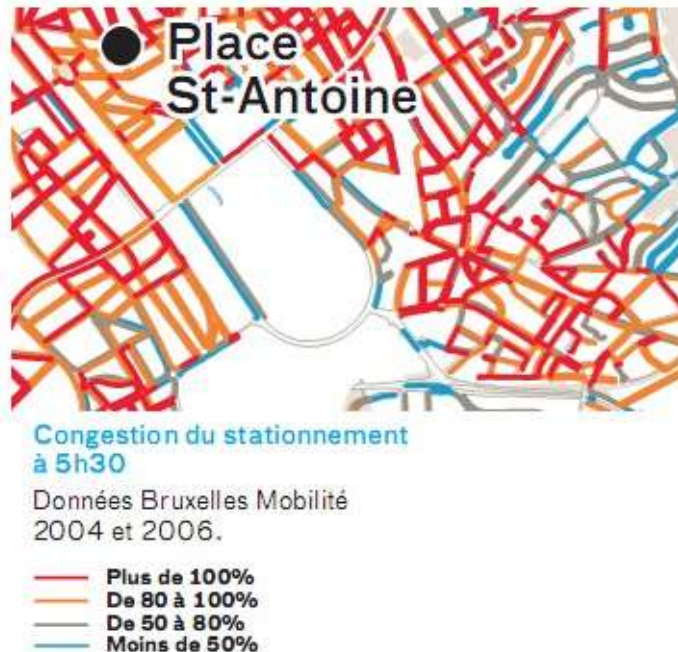 Place
St-Antoine
Congestion du stationnement
à 5h30
Données Bruxelles Mobilité
2004 et 2006.
Plus de 100%
De 80 à 100%
De 50 à 80%
Moins de 50%